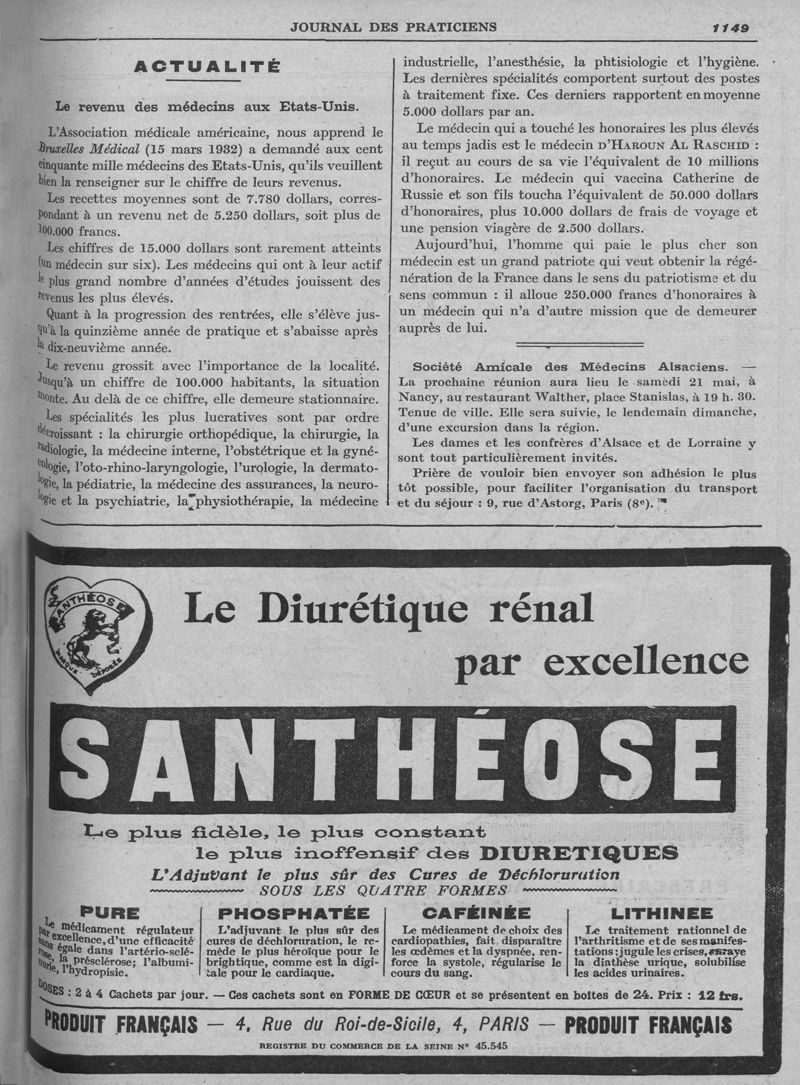 JOURNAL DES PRATICIENS
1149
ACTUALITÉ
Le revenu des médecins aux Etats-Unis.
L'Association médicale américaine, nous apprend le
Bruxelles Médical (15 mars 1932) a demandé aux cent
cinquante mille médecins des Etats-Unis, qu'ils veuillent
bien la renseigner sur le chiffre de leurs revenus.
Les recettes moyennes sont de 7.780 dollars, corres-
pondant à un revenu net de 5.250 dollars, soit plus de
100.000 francs.
Les chiffres de 15.000 dollars sont rarement atteints
(un médecin sur six). Les médecins qui ont à leur actif
le plus grand nombre d'années d'études jouissent des
revenus les plus élevés.
Quant à la progression des rentrées, elle s'élève jus-
qu'à la quinzième année de pratique et s'abaisse après
la dix-neuvième année.
Le revenu grossit avec l'importance de la localité.
Jusqu'à un chiffre de 100.000 habitants, la situation
monte. Au delà de ce chiffre, elle demeure stationnaire.
Les spécialités les plus lucratives sont par ordre
décroissant : la chirurgie orthopédique, la chirurgie, la
radiologie, la médecine interne, l'obstétrique et la gyné-
cologie, l'oto-rhino-laryngologie, l'urologie, la dermato-
logie, la pédiatrie, la médecine des assurances, la neuro-
logie et la psychiatrie, la physiothérapie, la médecine
industrielle, l'anesthésie, la phtisiologie et l'hygiène.
Les dernières spécialités comportent surtout des postes
à traitement fixe. Ces derniers rapportent en moyenne
5.000 dollars par an.
Le médecin qui a touché les honoraires les plus élevés
au temps jadis est le médecin D'HAROUN AL RASCHID :
il reçut au cours de sa vie l'équivalent de 10 millions
d'honoraires. Le médecin qui vaccina Catherine de
Russie et son fils toucha l'équivalent de 50.000 dollars
d'honoraires, plus 10.000 dollars de frais de voyage et
une pension viagère de 2.500 dollars.
Aujourd'hui, l'homme qui paie le plus cher son
médecin est un grand patriote qui veut obtenir la régé-
nération de la France dans le sens du patriotisme et du
sens commun : il alloue 250.000 francs d'honoraires à
un médecin qui n'a d'autre mission que de demeurer
auprès de lui.
Société Amicale des Médecins Alsaciens. —
La prochaine réunion aura lieu le samedi 21 mai, à
Nancy, au restaurant Walther, place Stanislas, à 19 h. 30.
Tenue de ville. Elle sera suivie, le lendemain dimanche,
d'une excursion dans la région.
Les dames et les confrères d'Alsace et de Lorraine y
sont tout particulièrement invités.
Prière de vouloir bien envoyer son adhésion le plus
tôt possible, pour faciliter l'organisation du transport
et du séjour : 9, rue d'Astorg, Paris (8e).
SANTHÉOSE
MARQUE DÉPOSÉE
Le Diurétique rénal
par excellence
SANTHÉOSE
Le plus fidèle, le plus constant
le plus inoffensif des DIURETIQUES
L'Adjuvant le plus sûr des Cures de Déchloruration
SOUS LES QUATRE FORMES
PURE
Le médicament régulateur
par excellence, d'une efficacité
sans égale dans l'artério-sclé-
rose, la présclérose; l'albumi-
nurie, l'hydropisie.
PHOSPHATÉE
L'adjuvant le plus sûr des
cures de déchloruration, le re-
mède le plus héroïque pour le
brightique, comme est la digi-
tale pour le cardiaque.
CAFÉINÉE
Le médicament de choix des
cardiopathies, fait disparaître
les œdèmes et la dyspnée, ren-
force la systole, régularise le
cours du sang.
LITHINEE
Le traitement rationnel de
l'arthritisme et de ses manifes-
tations; jugule les crises, enraye
la diathèse urique, solubilise
les acides urinaires.
DOSES : 2 à 4 Cachets par jour. — Ces cachets sont en FORME DE CŒUR et se présentent en boîtes de 24. Prix : 12 frs.
PRODUIT FRANÇAIS — 4, Rue du Roi-de-Sicile, 4, PARIS — PRODUIT FRANÇAIS
REGISTRE DU COMMERCE DE LA SEINE N° 45.545